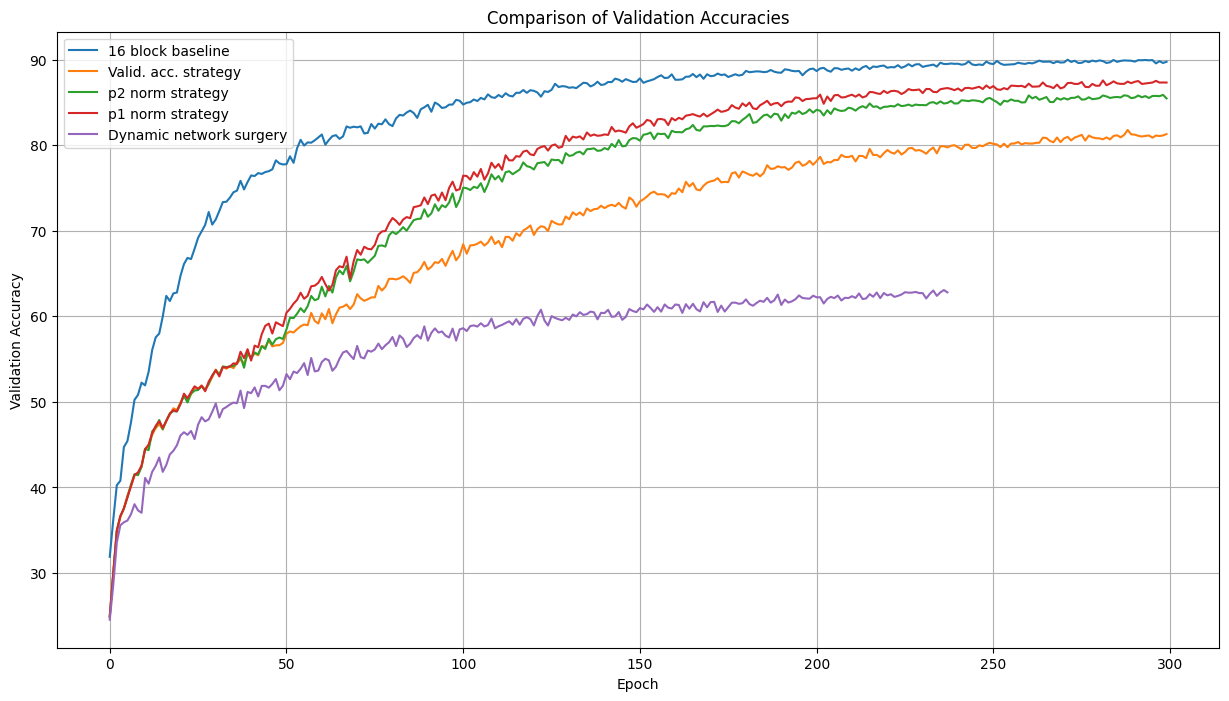 Comparison of Validation Accuracies
16 block baseline
Valid. acc. strategy
p2 norm strategy
p1 norm strategy
Dynamic network surgery
Validation Accuracy
90
80
70
60
50
40
30
0 50 100 150 200 250 300
Epoch